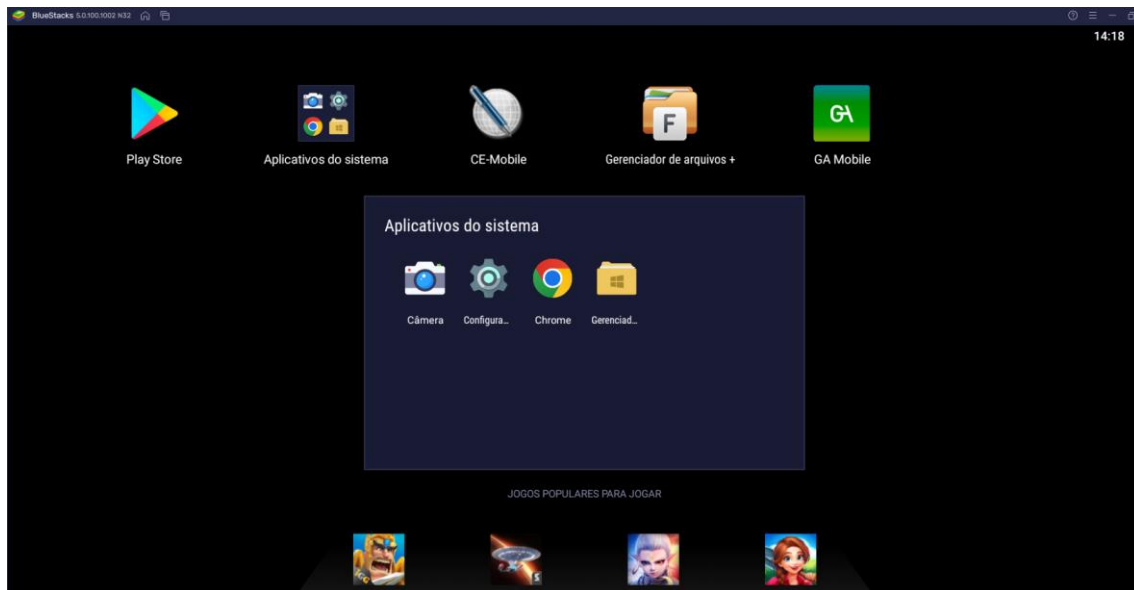 BlueStacks 5.0.100.1002 N32
14:18
Play Store
Aplicativos do sistema
CE-Mobile
F
Gerenciador de arquivos +
GA
GA Mobile
Aplicativos do sistema
Câmera
Configura...
Chrome
Gerenciad...
JOGOS POPULARES PARA JOGAR
IGG
S